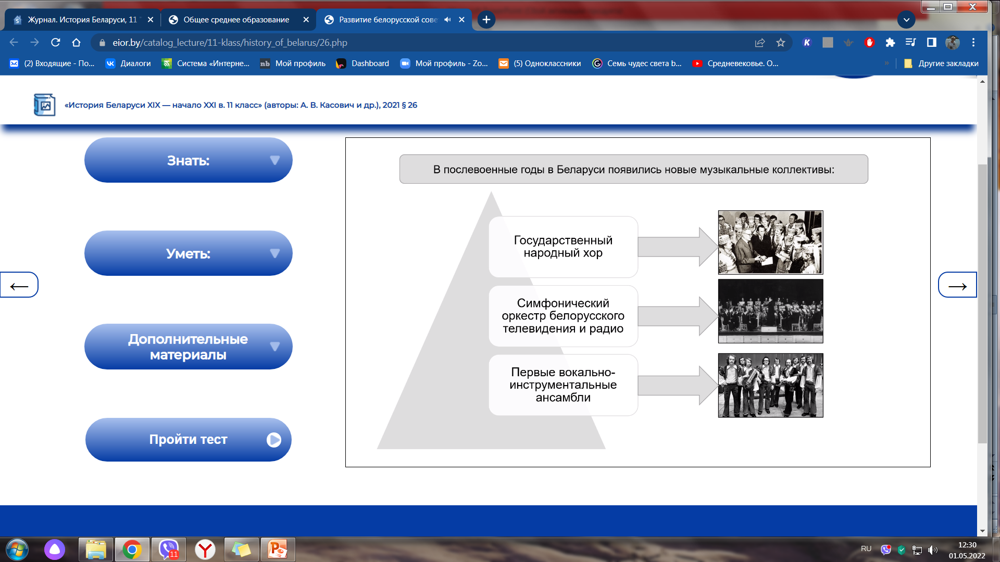 Журнал. История Беларуси, 11 "
Общее среднее образование
Развитие белорусской сове
eior.by/catalog_lecture/11-klass/history_of_belarus/26.php
(2) Входящие - По...
Диалоги
Система «Интерне...
nb
Мой профиль
Dashboard
Мой профиль - Zo...
(5) Одноклассники
Семь чудес света b...
Средневековье. О...
»
Другие закладки
«История Беларуси XIX — начало XXI в. 11 класс» (авторы: А. В. Касович и др.), 2021 § 26
Знать:
Уметь:
Дополнительные
материалы
Пройти тест
В послевоенные годы в Беларуси появились новые музыкальные коллективы:
Государственный
народный хор
Симфонический
оркестр белорусского
телевидения и радио
Первые вокально-
инструментальные
ансамбли
11
RU
12:30
01.05.2022